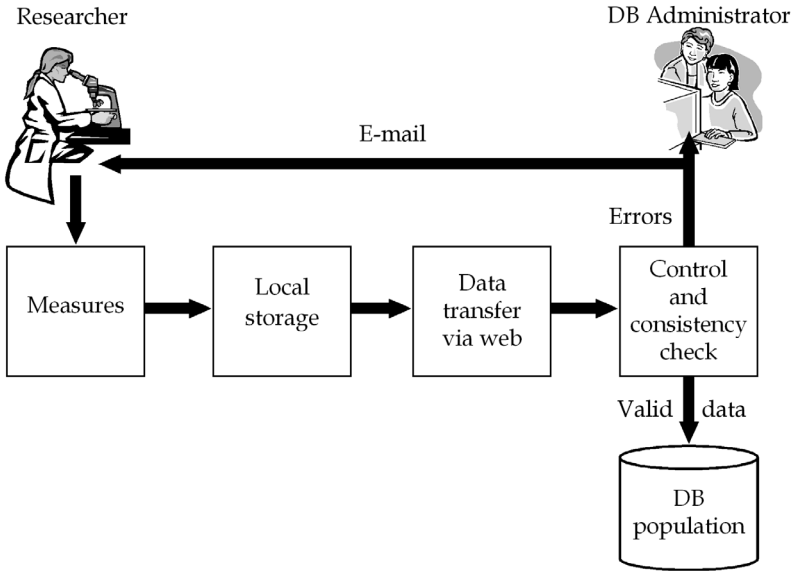 Researcher
DB Administrator
E-mail
Errors
Measures
Local
storage
Data
transfer
via web
Control
and
consistency
check
Valid data
DB
population